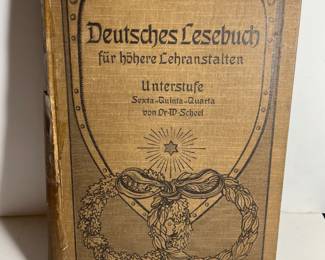 Deutsches Lesebuch
für höhere Lehranstalten
Unterstufe
Sexta-Quinta-Quarta
von Dr-W-Scheel